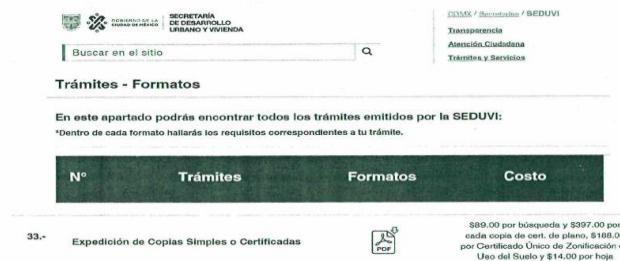 GOBIERNO DE LA
CIUDAD DE MÉXICO
SECRETARÍA
DE DESARROLLO
URBANO Y VIVIENDA
CDMX / Secretarías / SEDUVI
Transparencia
Atención Ciudadana
Trámites y Servicios
Buscar en el sitio
Trámites - Formatos
En este apartado podrás encontrar todos los trámites emitidos por la SEDUVI:
*Dentro de cada formato hallarás los requisitos correspondientes a tu trámite.
N° Trámites Formatos Costo
33.- Expedición de Copias Simples o Certificadas
PDF
$89.00 por búsqueda y $397.00 por
cada copia de cert. de plano, $188.0
por Certificado Único de Zonificación
Uso del Suelo y $14.00 por hoja